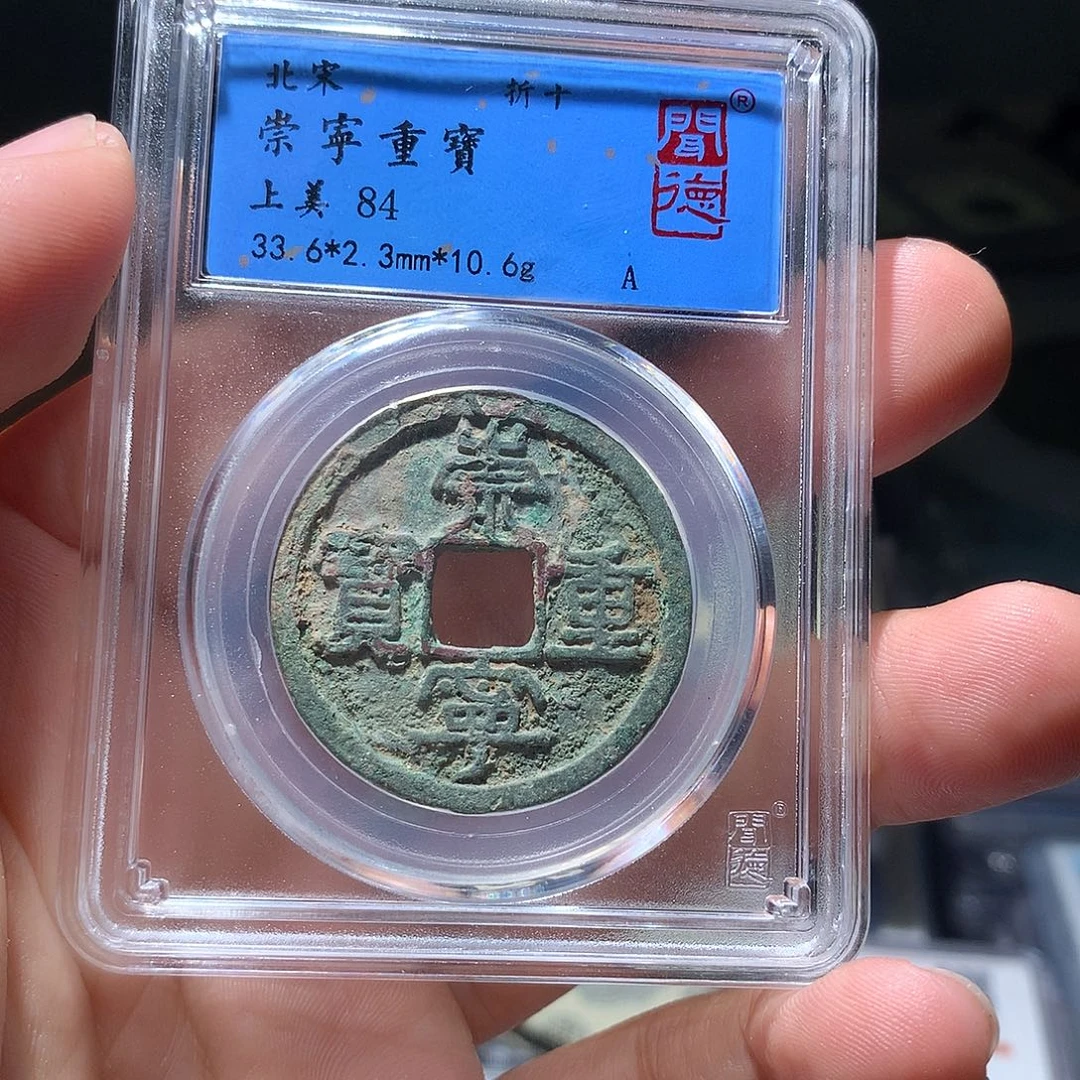 北宋 折十
崇寧重寶
上美 84
33.6*2.3mm*10.6g A
聞德®
崇寧重寶
聞德®